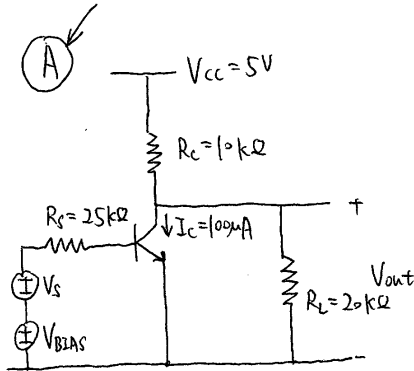 A
Vcc=5V
Rc=10kΩ
Rs=25kΩ
Ic=100μA
+
Vs
Vout
RL=20kΩ
VBIAS
-